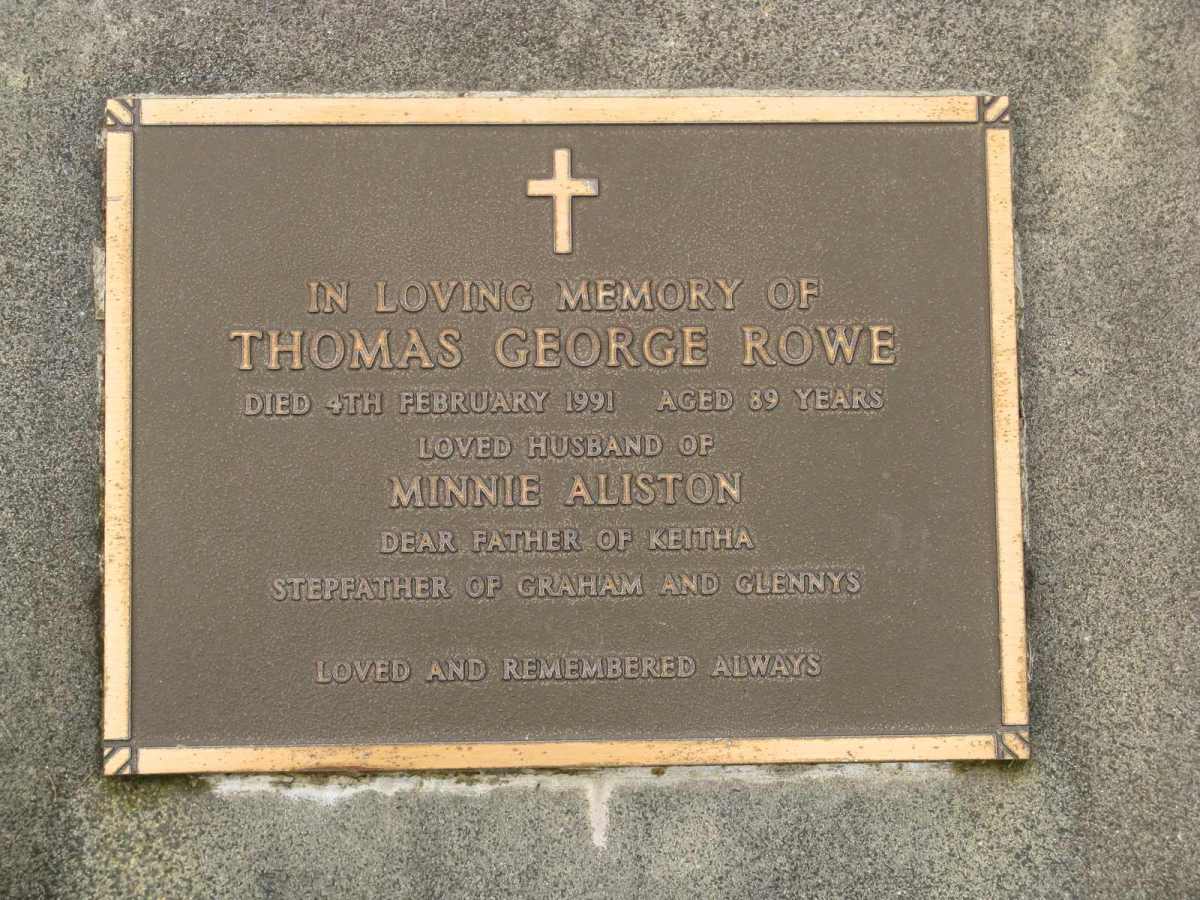 IN LOVING MEMORY OF
THOMAS GEORGE ROWE
DIED 4TH FEBRUARY 1991 AGED 89 YEARS
LOVED HUSBAND OF
MINNIE ALISTON
DEAR FATHER OF KEITHA
STEPFATHER OF GRAHAM AND GLENNYS
LOVED AND REMEMBERED ALWAYS